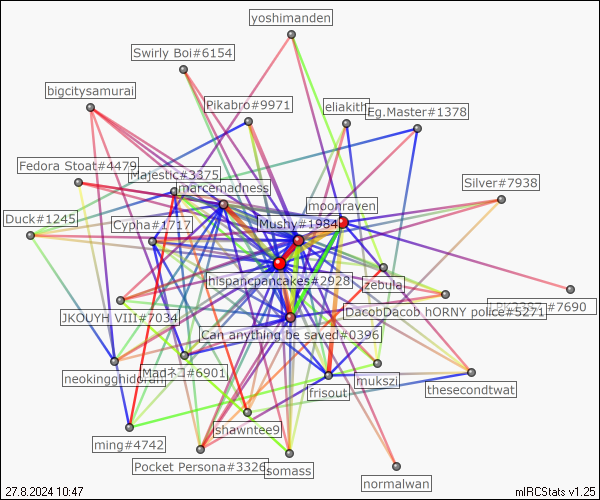 yoshimanden
Swirly Boi#6154
bigcitysamurai
Pikabro#9971
eliakith
Eg.Master#1378
Fedora Stoat#4479
Majestic#3375
marcemadness
Silver#7938
moonraven
Duck#1245
Cypha#1717
Mushy#1984
hispancpancakes#2928
zebula
#7690
DacobDacob hORNY police#5271
JKOUYH VIII#7034
Can anything be saved#0396
neokingghidorah
Madネコ#6901
mukszi
frisout
thesecondtwat
shawntee9
ming#4742
Pocket Persona#3326
somass
normalwan
27.8.2024 10:47
mIRCStats v1.25